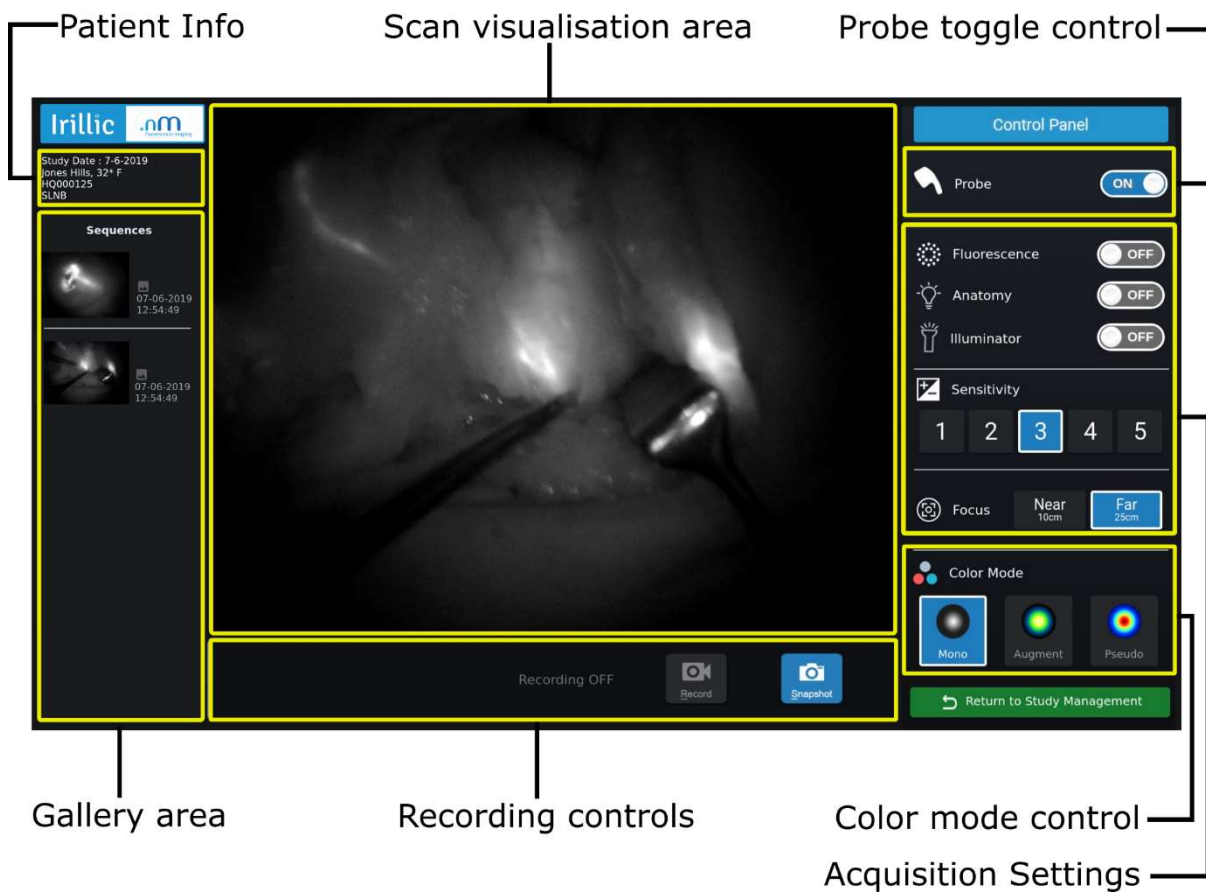 Patient Info
Scan visualisation area
Probe toggle control
Irillic .nm
Study Date : 7-6-2019
Jones Hills, 32* F
HQ000125
SLNB
Sequences
07-06-2019
12:54:49
07-06-2019
12:54:49
Recording OFF
Record
Snapshot
Control Panel
Probe
ON
Fluorescence
OFF
Anatomy
OFF
Illuminator
OFF
Sensitivity
1 2 3 4 5
Focus
Near
10cm
Far
25cm
Color Mode
Mono
Augment
Pseudo
Return to Study Management
Gallery area
Recording controls
Color mode control
Acquisition Settings